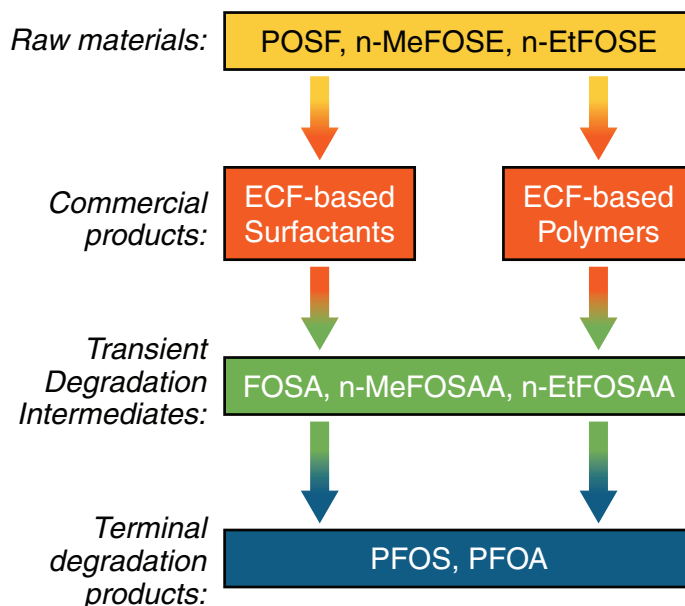 Raw materials:
POSF, n-MeFOSE, n-EtFOSE
Commercial
products:
ECF-based
Surfactants
ECF-based
Polymers
Transient
Degradation
Intermediates:
FOSA, n-MeFOSAA, n-EtFOSAA
Terminal
degradation
products:
PFOS, PFOA